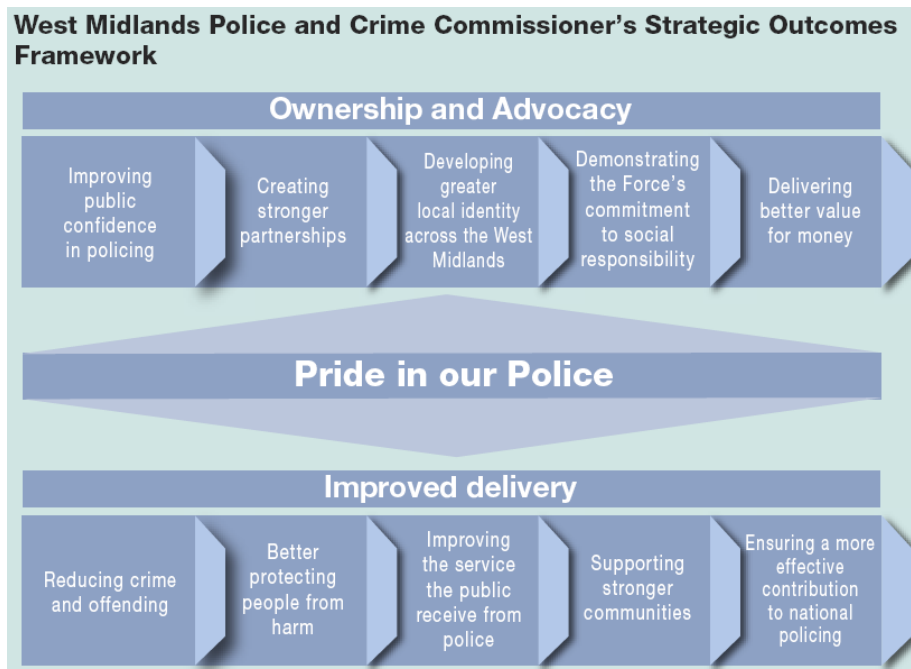 West Midlands Police and Crime Commissioner's Strategic Outcomes
Framework
Ownership and Advocacy
Improving
public
confidence
in policing
Creating
stronger
partnerships
Developing
greater
local identity
across the West
Midlands
Demonstrating
the Force's
commitment
to social
responsibility
Delivering
better value
for money
Pride in our Police
Improved delivery
Reducing crime
and offending
Better
protecting
people from
harm
Improving
the service
the public
receive from
police
Supporting
stronger
communities
Ensuring a more
effective
contribution
to national
policing